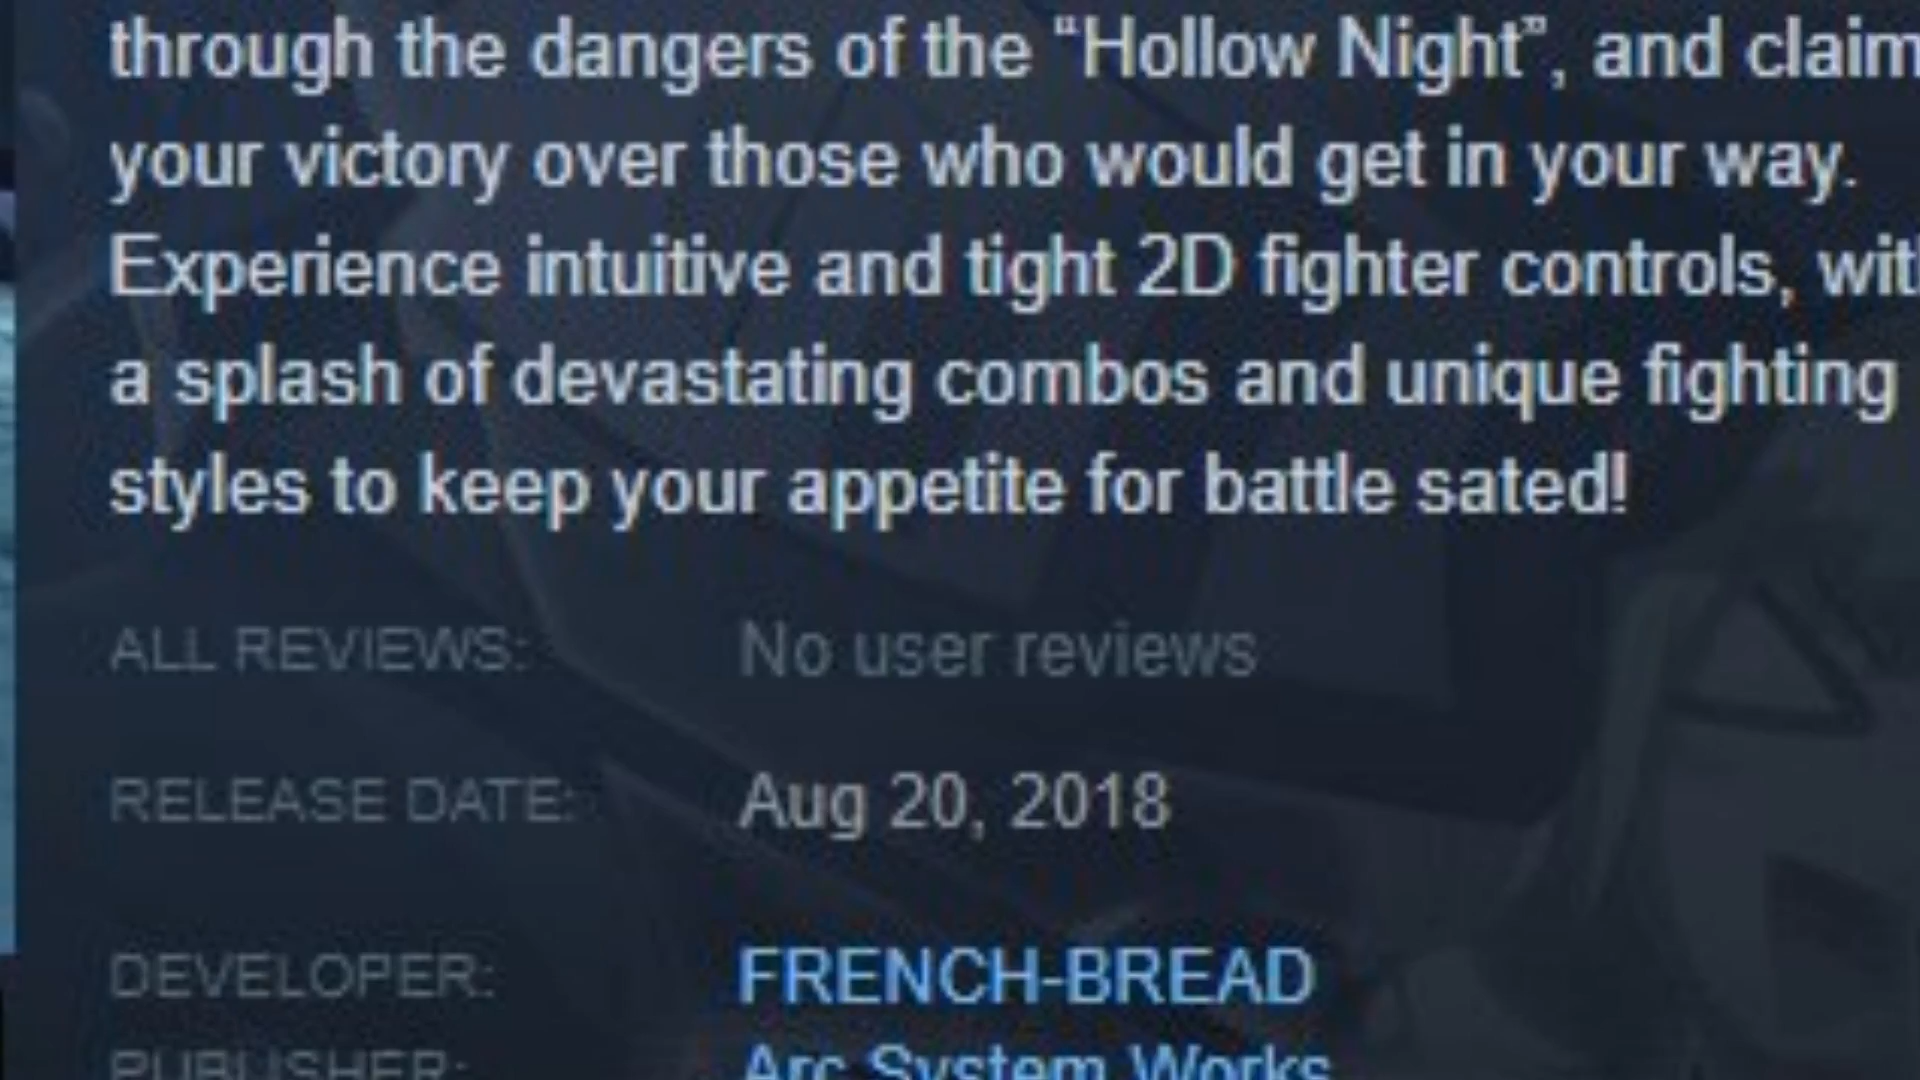 through the dangers of the “Hollow Night”, and claim
your victory over those who would get in your way.
Experience intuitive and tight 2D fighter controls, with
a splash of devastating combos and unique fighting
styles to keep your appetite for battle sated!
ALL REVIEWS: No user reviews
RELEASE DATE: Aug 20, 2018
DEVELOPER: FRENCH-BREAD
PUBLISHER: Arc System Works